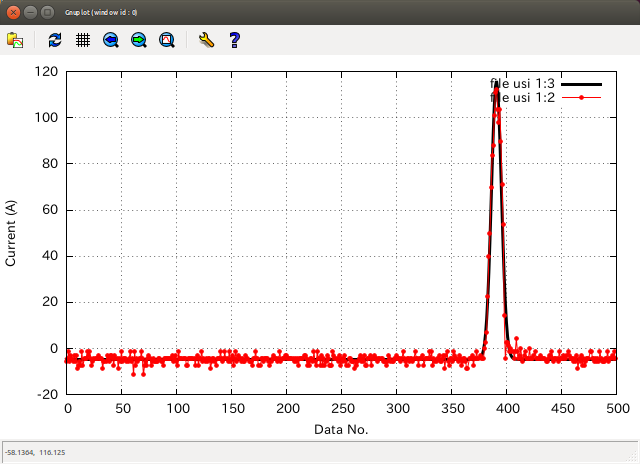 Gnuplot (window id : 0)
file usi 1:3
file usi 1:2
120
100
80
60
40
20
0
-20
Current (A)
0 50 100 150 200 250 300 350 400 450 500
Data No.
-58.1364, 116.125